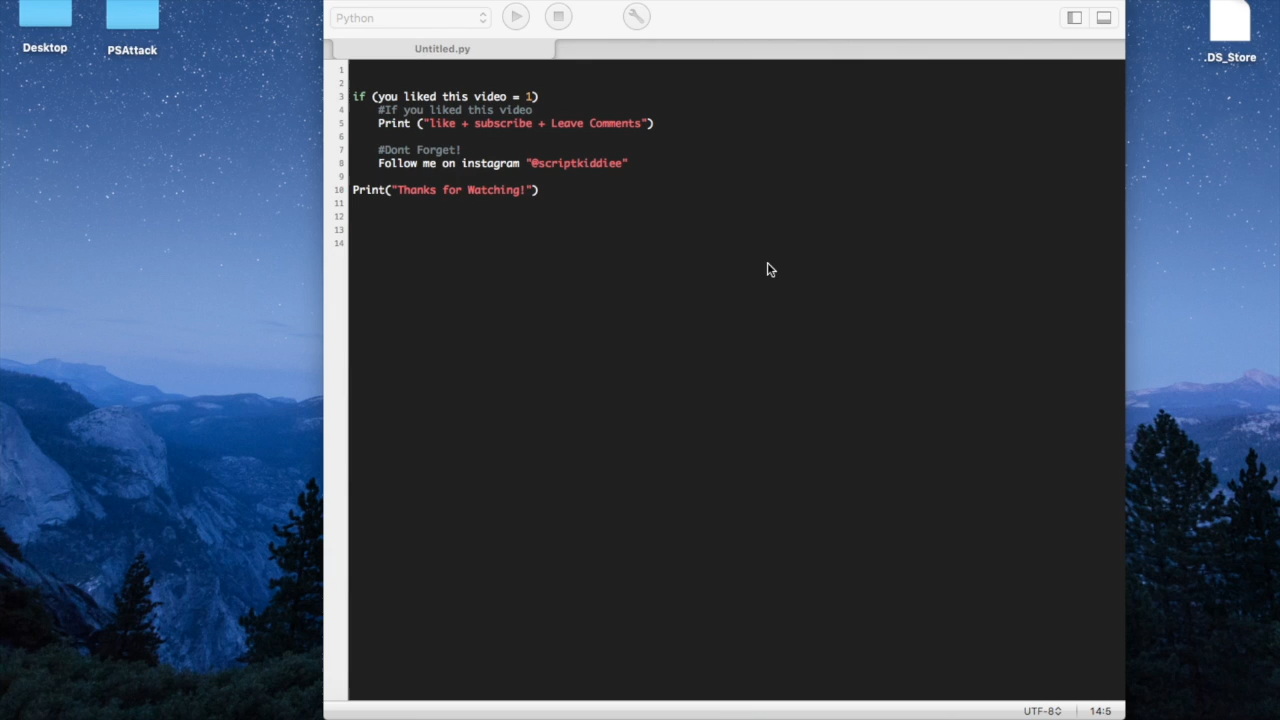 Python
Desktop
PSAttack
.DS_Store
Untitled.py
1
2
3 if (you liked this video = 1)
4 #If you liked this video
5 Print ("like + subscribe + Leave Comments")
6
7 #Dont Forget!
8 Follow me on instagram "@scriptkiddiee"
9
10 Print("Thanks for Watching!")
11
12
13
14
UTF-8 14:5